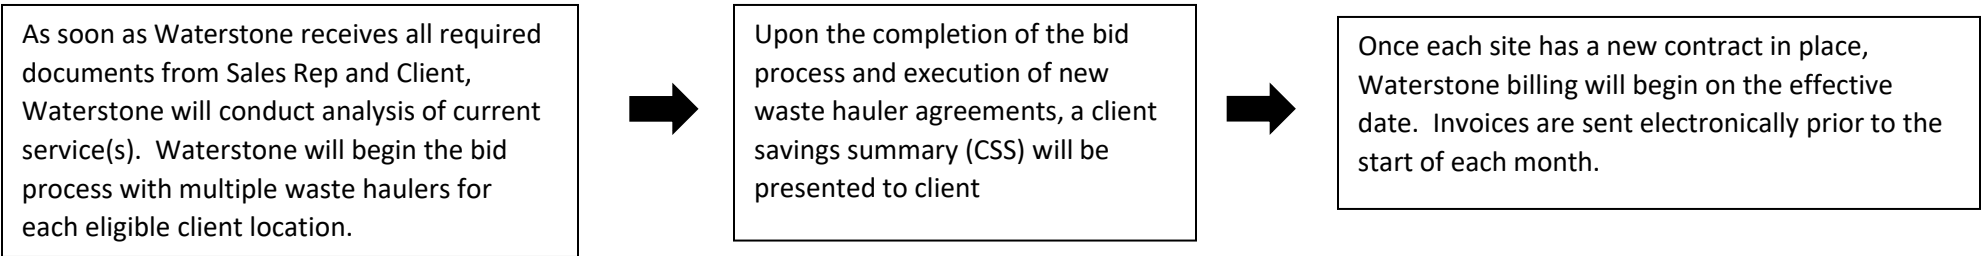 As soon as Waterstone receives all required
documents from Sales Rep and Client,
Waterstone will conduct analysis of current
service(s).  Waterstone will begin the bid
process with multiple waste haulers for
each eligible client location.
Upon the completion of the bid
process and execution of new
waste hauler agreements, a client
savings summary (CSS) will be
presented to client
Once each site has a new contract in place,
Waterstone billing will begin on the effective
date.  Invoices are sent electronically prior to the
start of each month.